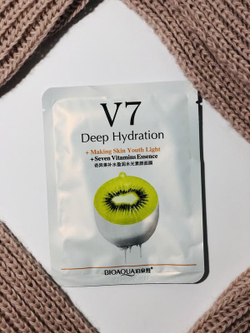 V7
Deep Hydration
+ Making Skin Youth Light
+ Seven Vitamins Essence
BIOAQUA